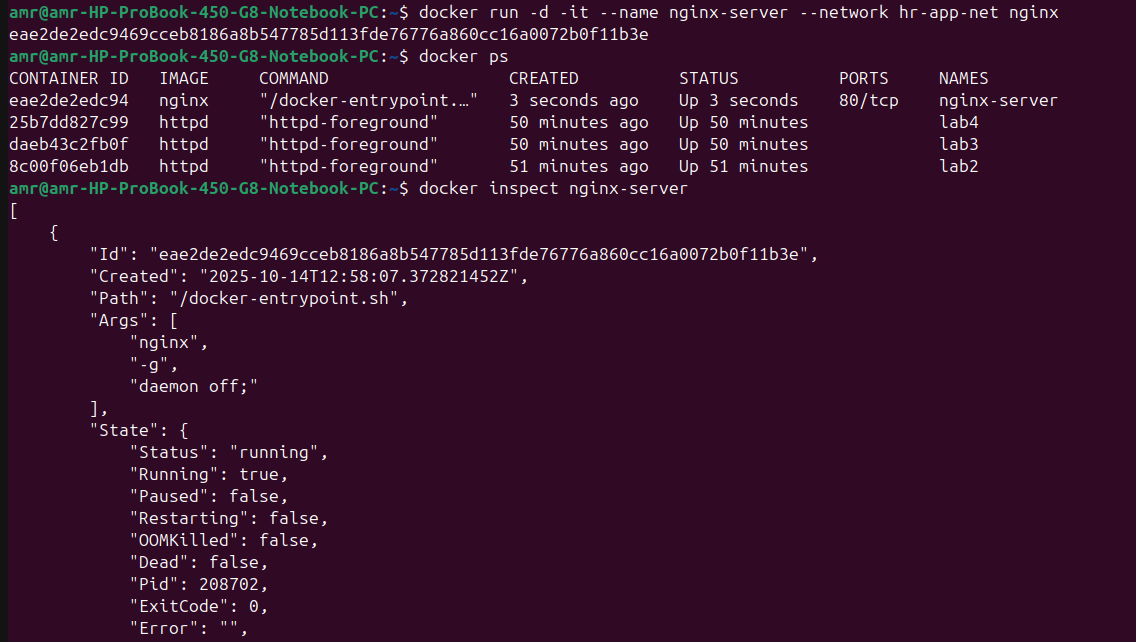 amr@amr-HP-ProBook-450-G8-Notebook-PC:~$ docker run -d -it --name nginx-server --network hr-app-net nginx
eae2de2edc9469cceb8186a8b547785d113fde76776a860cc16a0072b0f11b3e
amr@amr-HP-ProBook-450-G8-Notebook-PC:~$ docker ps
CONTAINER ID   IMAGE     COMMAND                  CREATED          STATUS          PORTS     NAMES
eae2de2edc94   nginx     "/docker-entrypoint.…"   3 seconds ago    Up 3 seconds    80/tcp    nginx-server
25b7dd827c99   httpd     "httpd-foreground"       50 minutes ago   Up 50 minutes             lab4
daeb43c2fb0f   httpd     "httpd-foreground"       50 minutes ago   Up 50 minutes             lab3
8c00f06eb1db   httpd     "httpd-foreground"       51 minutes ago   Up 51 minutes             lab2
amr@amr-HP-ProBook-450-G8-Notebook-PC:~$ docker inspect nginx-server
[
    {
        "Id": "eae2de2edc9469cceb8186a8b547785d113fde76776a860cc16a0072b0f11b3e",
        "Created": "2025-10-14T12:58:07.372821452Z",
        "Path": "/docker-entrypoint.sh",
        "Args": [
            "nginx",
            "-g",
            "daemon off;"
        ],
        "State": {
            "Status": "running",
            "Running": true,
            "Paused": false,
            "Restarting": false,
            "OOMKilled": false,
            "Dead": false,
            "Pid": 208702,
            "ExitCode": 0,
            "Error": "",